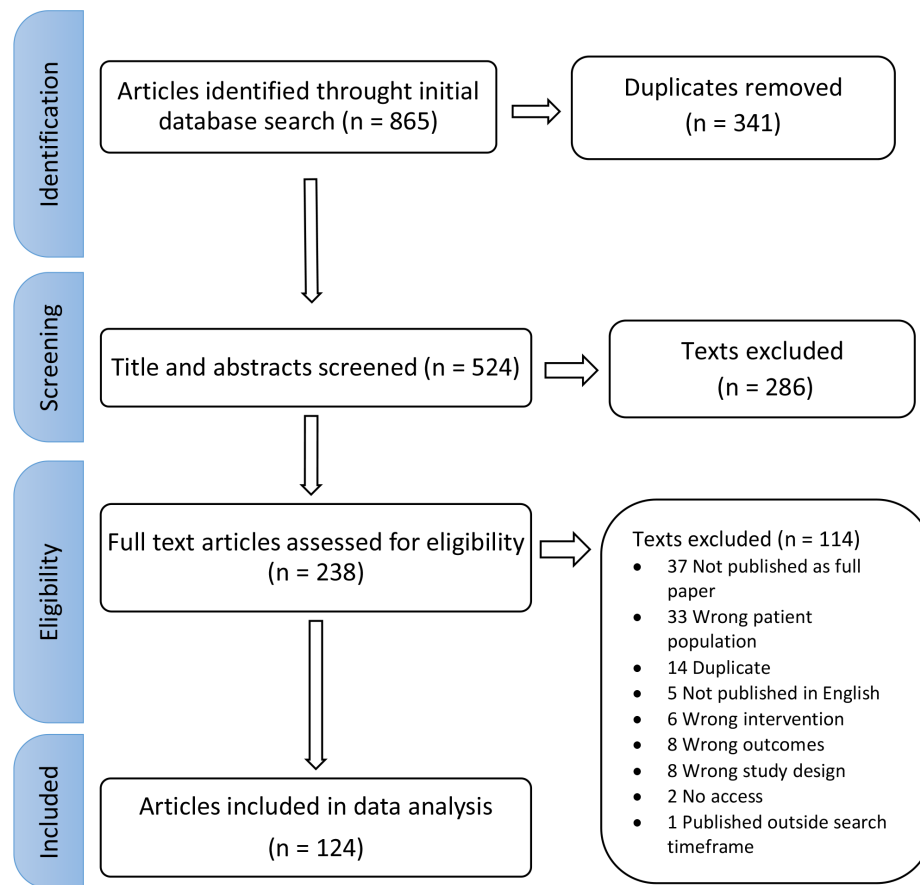 Identification
Articles identified throught initial
database search (n = 865)
Duplicates removed
(n = 341)
Screening
Title and abstracts screened (n = 524)
Texts excluded
(n = 286)
Eligibility
Full text articles assessed for eligibility
(n = 238)
Texts excluded (n = 114)
• 37 Not published as full
paper
• 33 Wrong patient
population
• 14 Duplicate
• 5 Not published in English
• 6 Wrong intervention
• 8 Wrong outcomes
• 8 Wrong study design
• 2 No access
• 1 Published outside search
timeframe
Included
Articles included in data analysis
(n = 124)